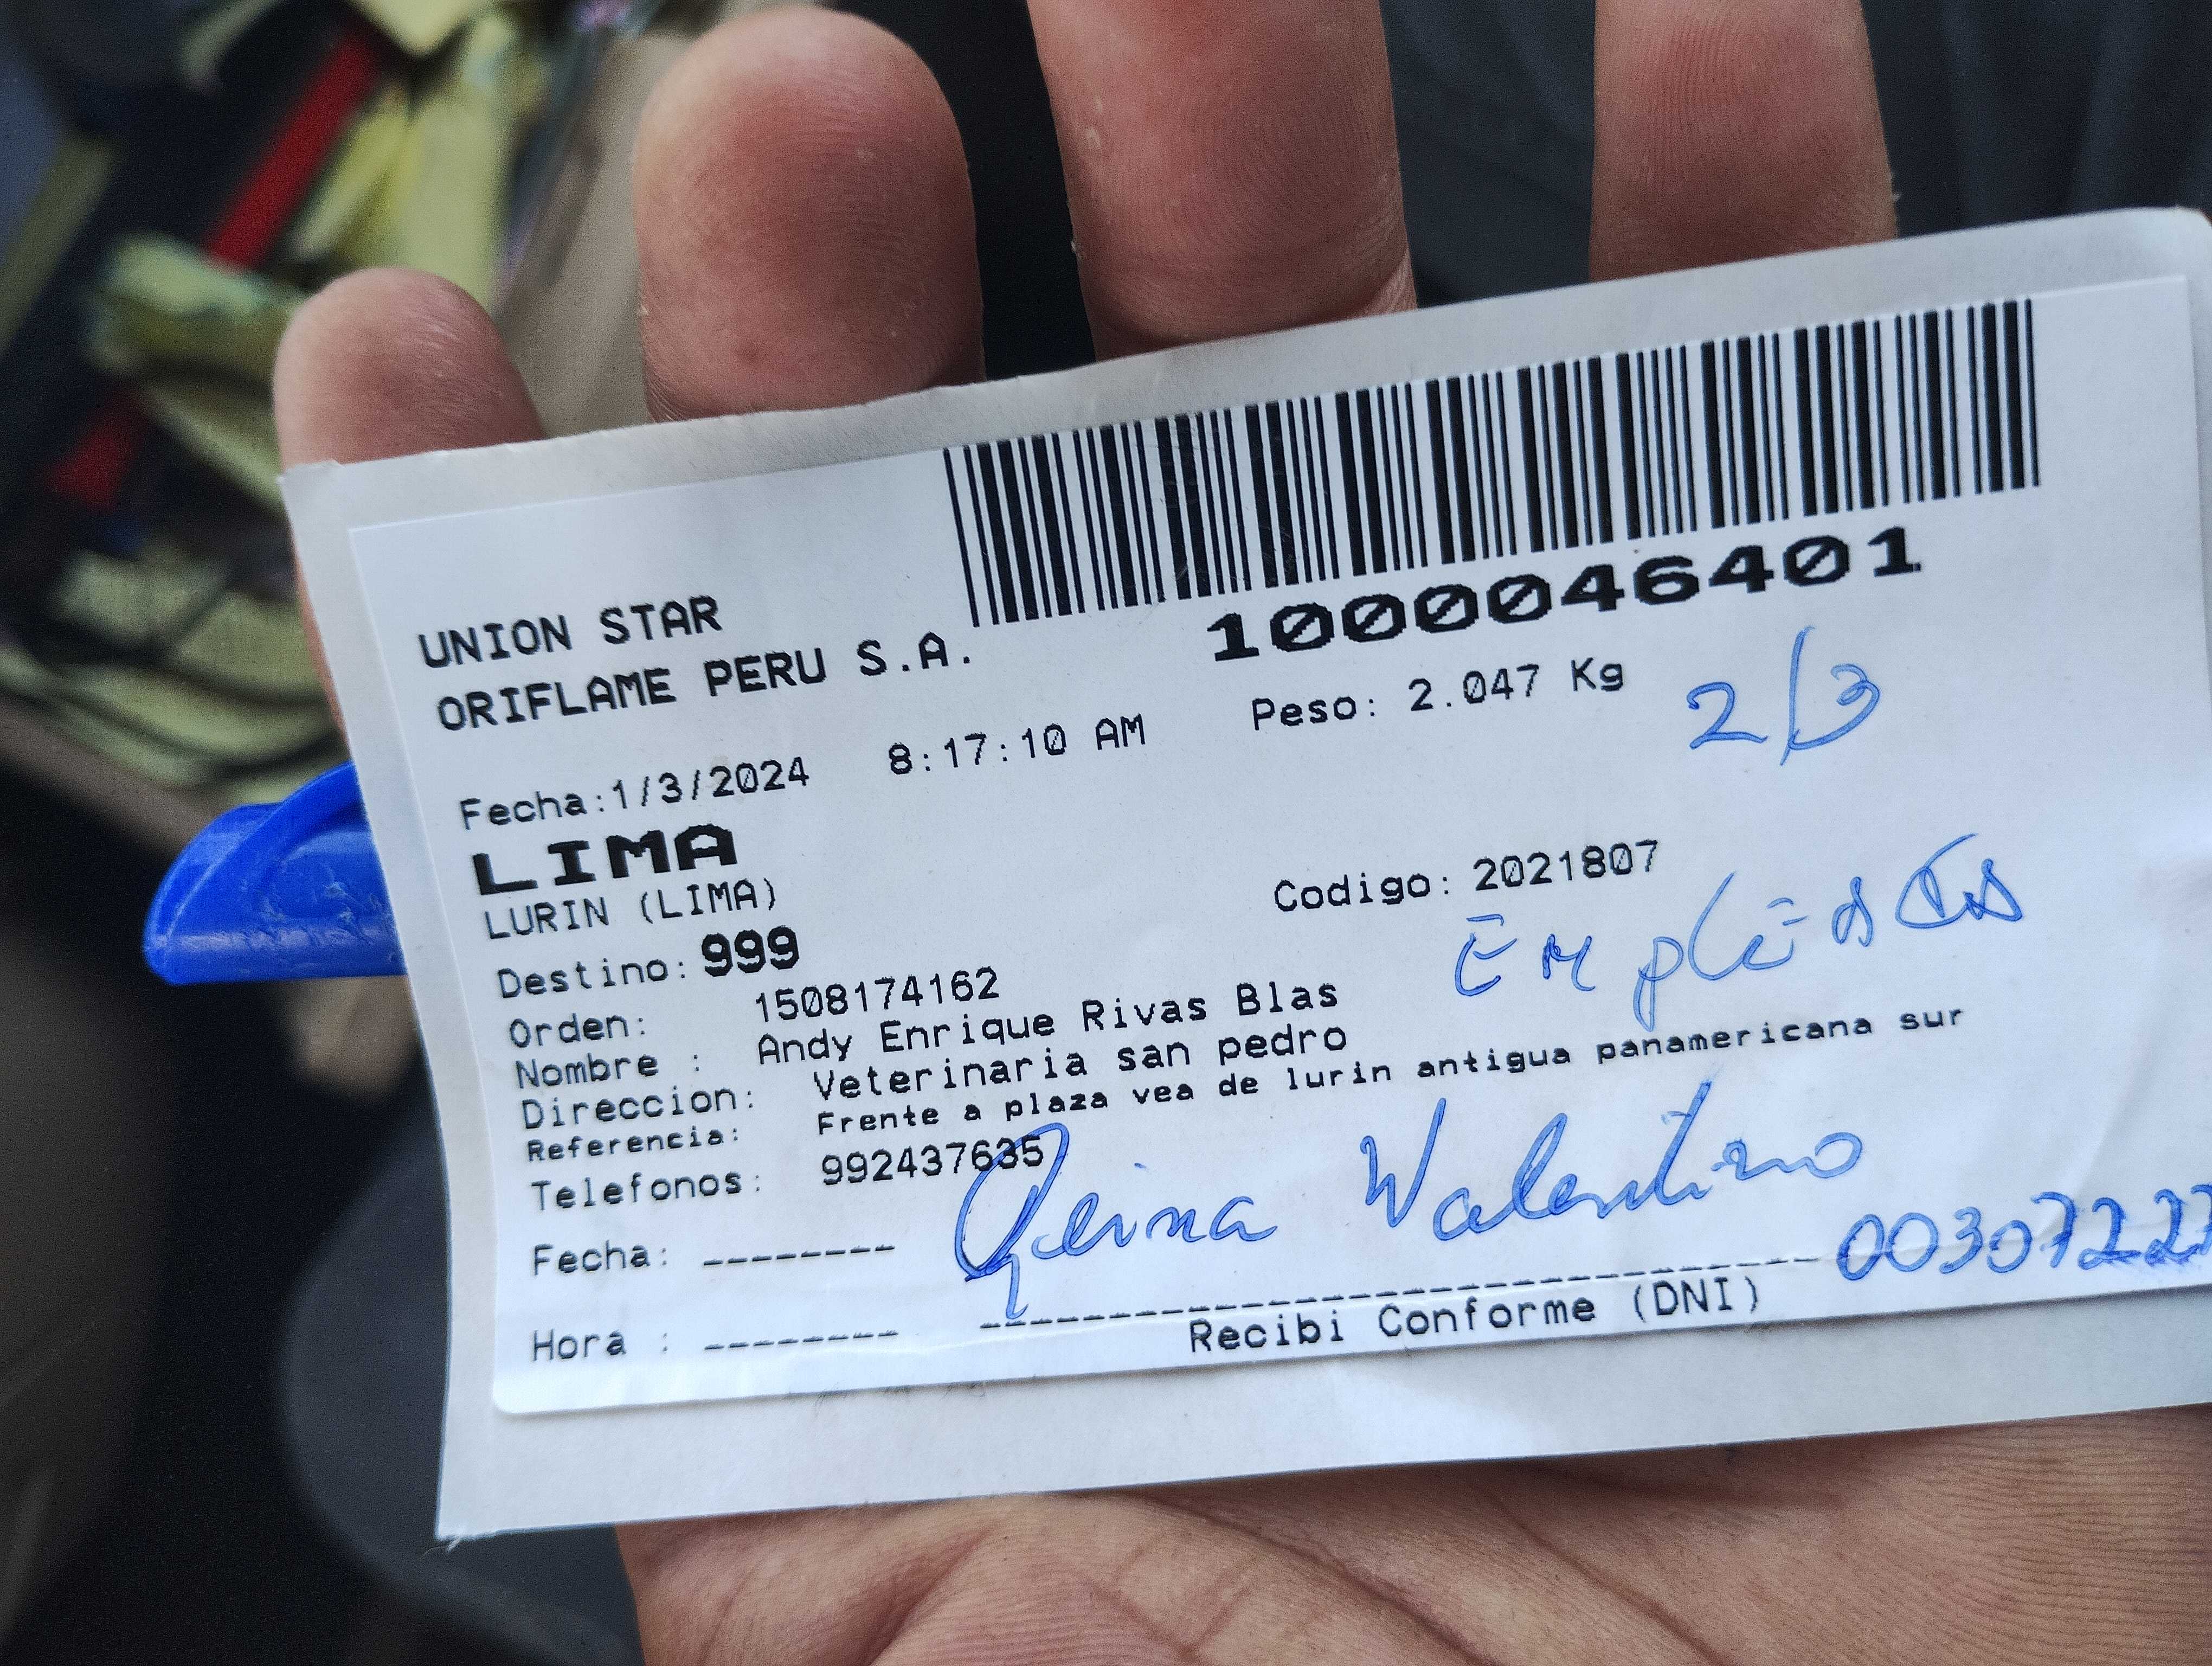 1000046401
UNION STAR
ORIFLAME PERU S.A.
Peso: 2.047 Kg
2/3
Fecha:1/3/2024 8:17:10 AM
LIMA
LURIN (LIMA)
Codigo: 2021807
Destino: 999
Orden: 1508174162
Nombre : Andy Enrique Rivas Blas
Direccion: Veterinaria san pedro
Referencia: Frente a plaza vea de lurin antigua panamericana sur
Telefonos: 992437635
Fecha: --------
Walentino
Hora : --------
Recibi Conforme (DNI)